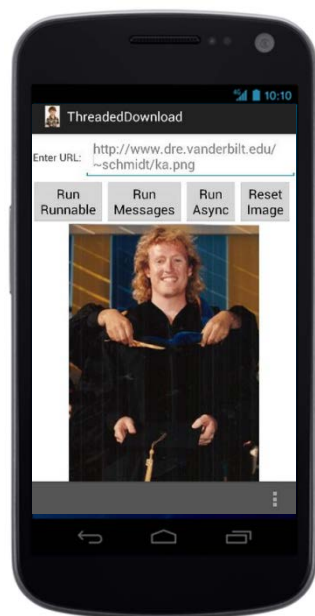 4G 10:10
ThreadedDownload
Enter URL:
http://www.dre.vanderbilt.edu/
~schmidt/ka.png
Run
Runnable
Run
Messages
Run
Async
Reset
Image